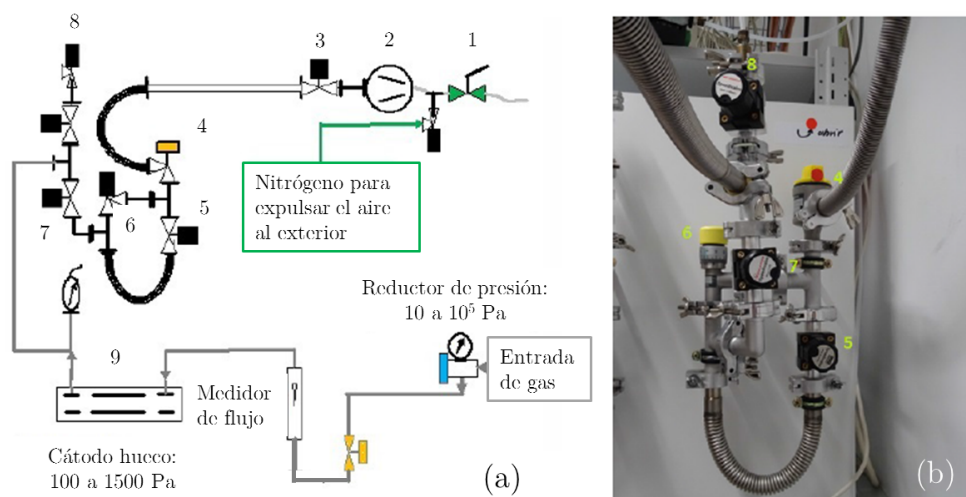 8
3
2
1
4
Nitrógeno para
expulsar el aire
al exterior
5
6
7
Reductor de presión:
10 a 10⁵ Pa
9
Entrada
de gas
Medidor
de flujo
Cátodo hueco:
100 a 1500 Pa
(a)
8
abrir
4
6
7
5
(b)